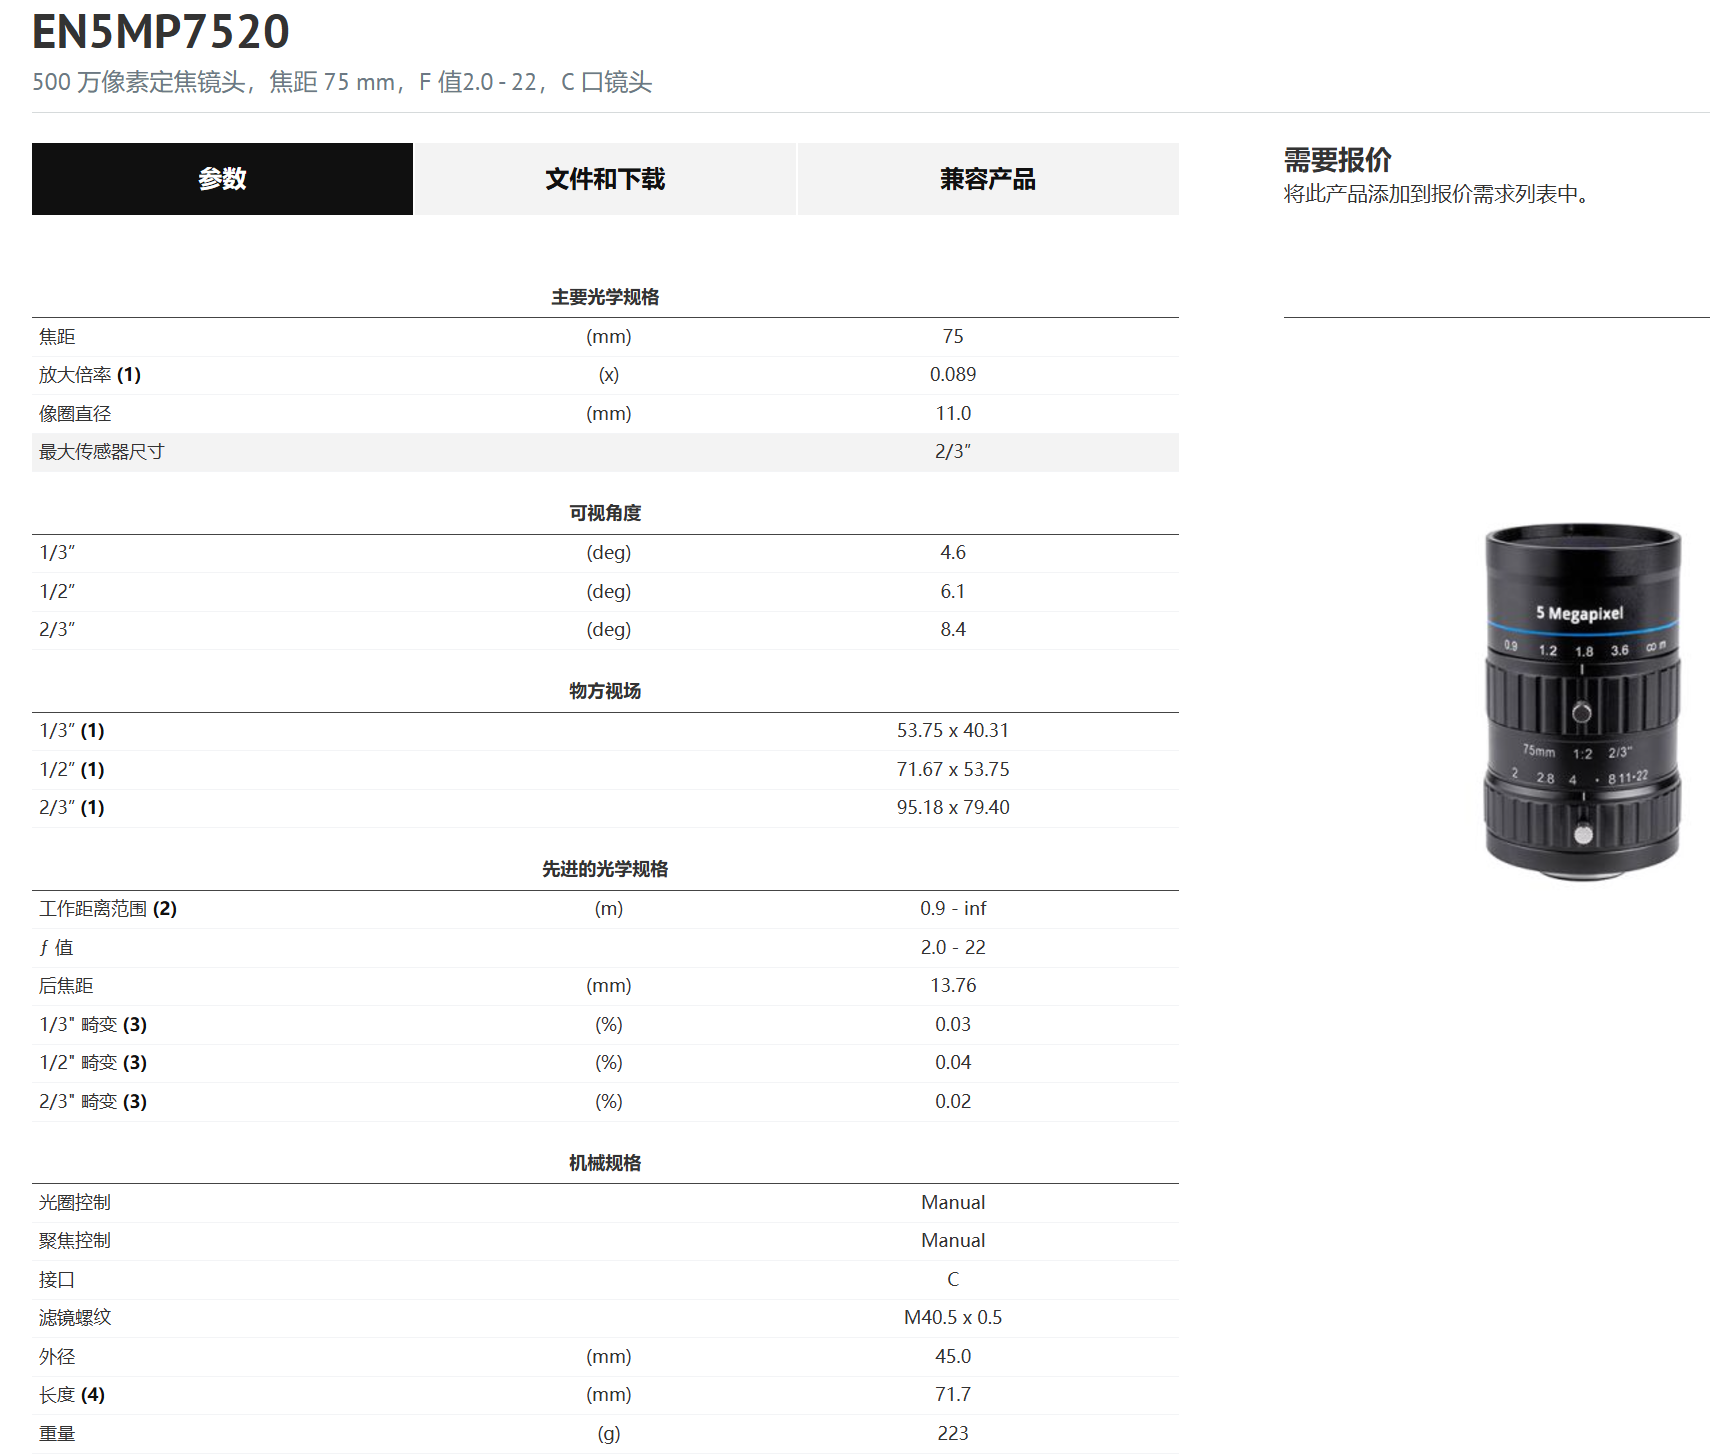 EN5MP7520
500 万像素定焦镜头，焦距 75 mm，F 值2.0 - 22，C 口镜头
参数 文件和下载 兼容产品
需要报价
将此产品添加到报价需求列表中。
主要光学规格
焦距 (mm) 75
放大倍率 (1) (x) 0.089
像圈直径 (mm) 11.0
最大传感器尺寸 2/3”
可视角度
1/3” (deg) 4.6
1/2” (deg) 6.1
2/3” (deg) 8.4
物方视场
1/3” (1) 53.75 x 40.31
1/2” (1) 71.67 x 53.75
2/3” (1) 95.18 x 79.40
先进的光学规格
工作距离范围 (2) (m) 0.9 - inf
ƒ 值 2.0 - 22
后焦距 (mm) 13.76
1/3" 畸变 (3) (%) 0.03
1/2" 畸变 (3) (%) 0.04
2/3" 畸变 (3) (%) 0.02
机械规格
光圈控制 Manual
聚焦控制 Manual
接口 C
滤镜螺纹 M40.5 x 0.5
外径 (mm) 45.0
长度 (4) (mm) 71.7
重量 (g) 223
5 Megapixel
0.9 1.2 1.8 3.6 ∞ m
75mm 1:2 2/3"
2 2.8 4 • 8 11•22